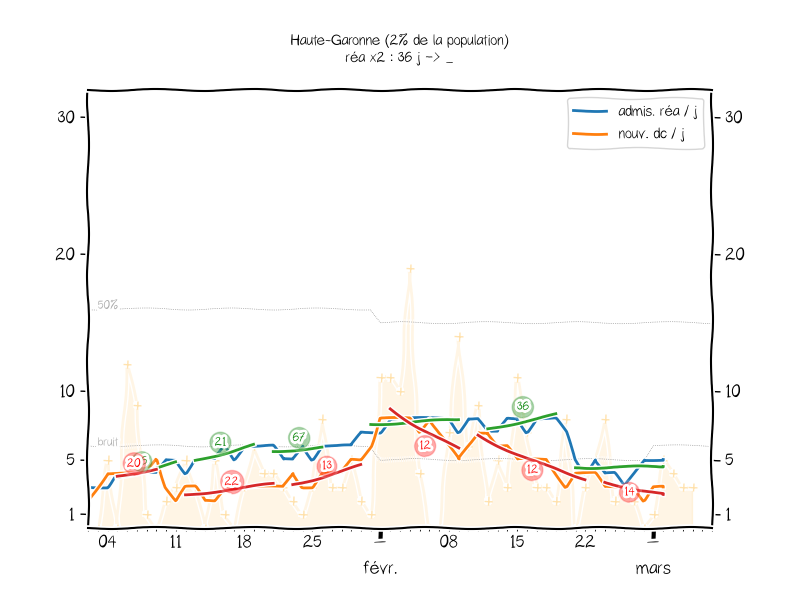 Haute-Garonne (2% de la population)
réa x2 : 36 j -> _
admis. réa / j
nouv. dc / j
30 30
20 20
50%
10 10
36
21 67
bruit
12
5 20 5
13 12
22
14
1 1
04 11 18 25 08 15 22
févr. mars